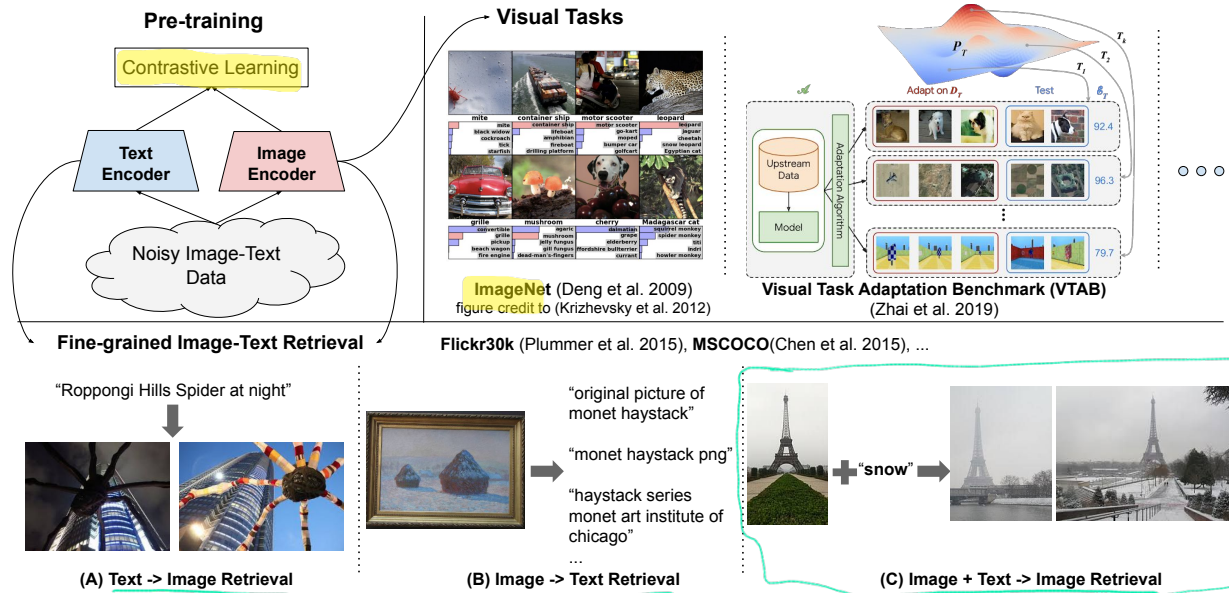 Pre-training
Contrastive Learning
Text
Encoder
Image
Encoder
Noisy Image-Text
Data
Visual Tasks
mite
container ship
motor scooter
leopard
mite
black widow
cockroach
tick
starfish
container ship
lifeboat
amphibian
fireboat
drilling platform
motor scooter
go-kart
moped
bumper car
golfcart
leopard
jaguar
cheetah
snow leopard
Egyptian cat
grille
mushroom
cherry
Madagascar cat
convertible
grille
pickup
beach wagon
fire engine
agaric
mushroom
jelly fungus
gill fungus
dead-man's-fingers
dalmatian
grape
elderberry
ffordshire bullterrier
currant
squirrel monkey
spider monkey
titi
indri
howler monkey
ImageNet (Deng et al. 2009)
figure credit to (Krizhevsky et al. 2012)
P_T
T_1
T_2
T_k
Adapt on D_T
Test
Upstream
Data
Model
Adaptation Algorithm
92.4
96.3
79.7
Visual Task Adaptation Benchmark (VTAB)
(Zhai et al. 2019)
Fine-grained Image-Text Retrieval
Flickr30k (Plummer et al. 2015), MSCOCO(Chen et al. 2015), ...
“Roppongi Hills Spider at night”
(A) Text -> Image Retrieval
“original picture of
monet haystack”
“monet haystack png”
“haystack series
monet art institute of
chicago”
...
(B) Image -> Text Retrieval
“snow”
(C) Image + Text -> Image Retrieval